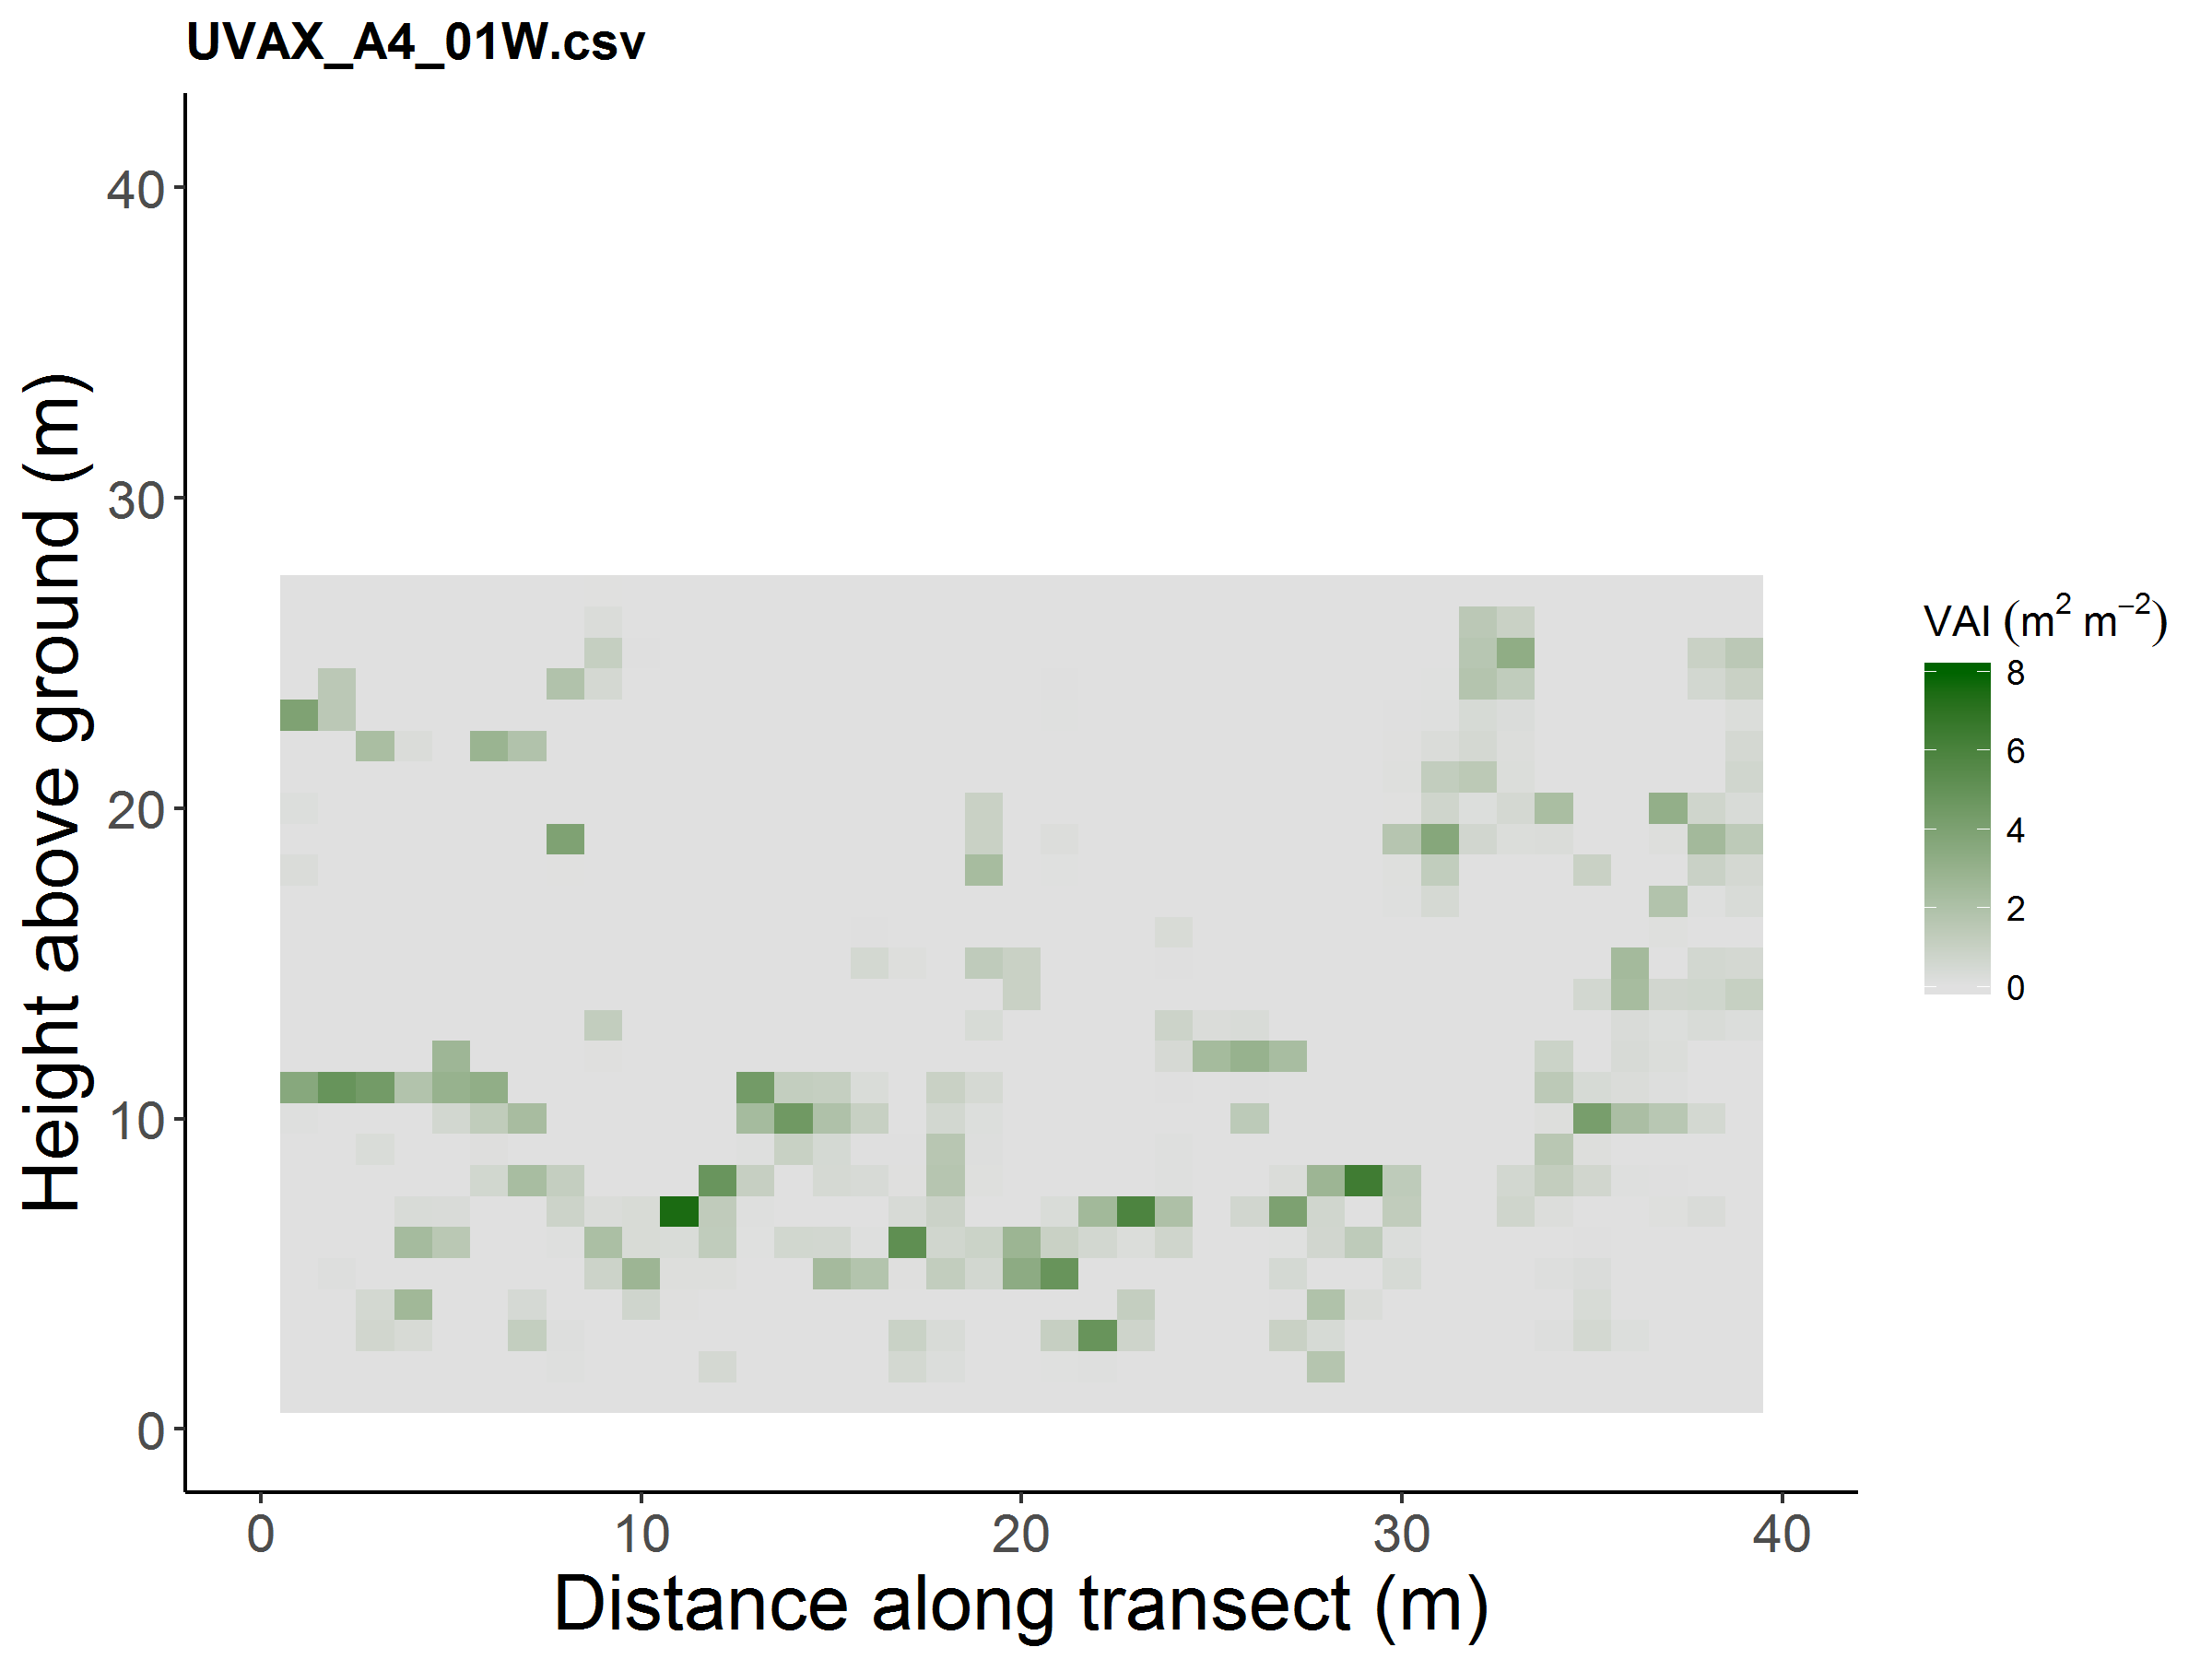 UVAX_A4_01W.csv
Height above ground (m)
40
30
20
10
0
0 10 20 30 40
Distance along transect (m)
VAI (m² m⁻²)
8
6
4
2
0